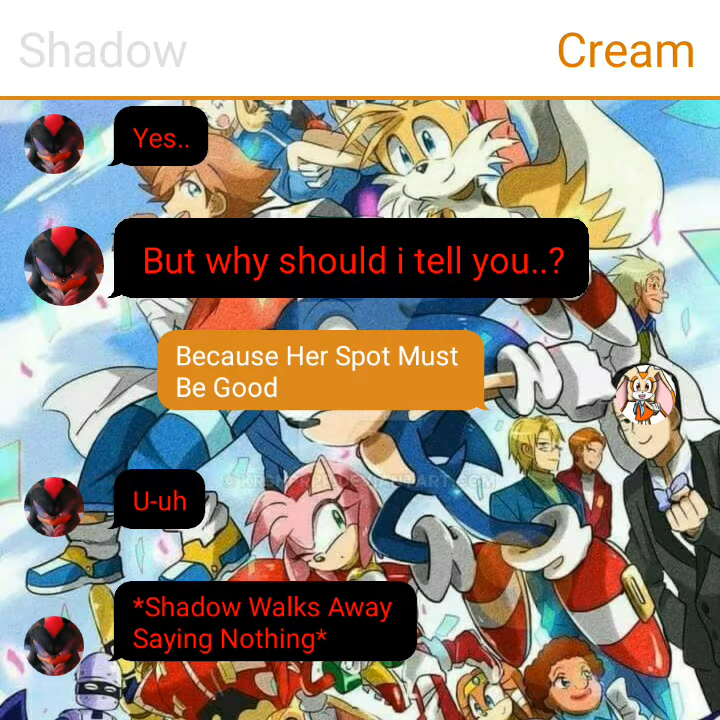 Shadow
Cream
Yes..
But why should i tell you..?
Because Her Spot Must
Be Good
U-uh
*Shadow Walks Away
Saying Nothing*